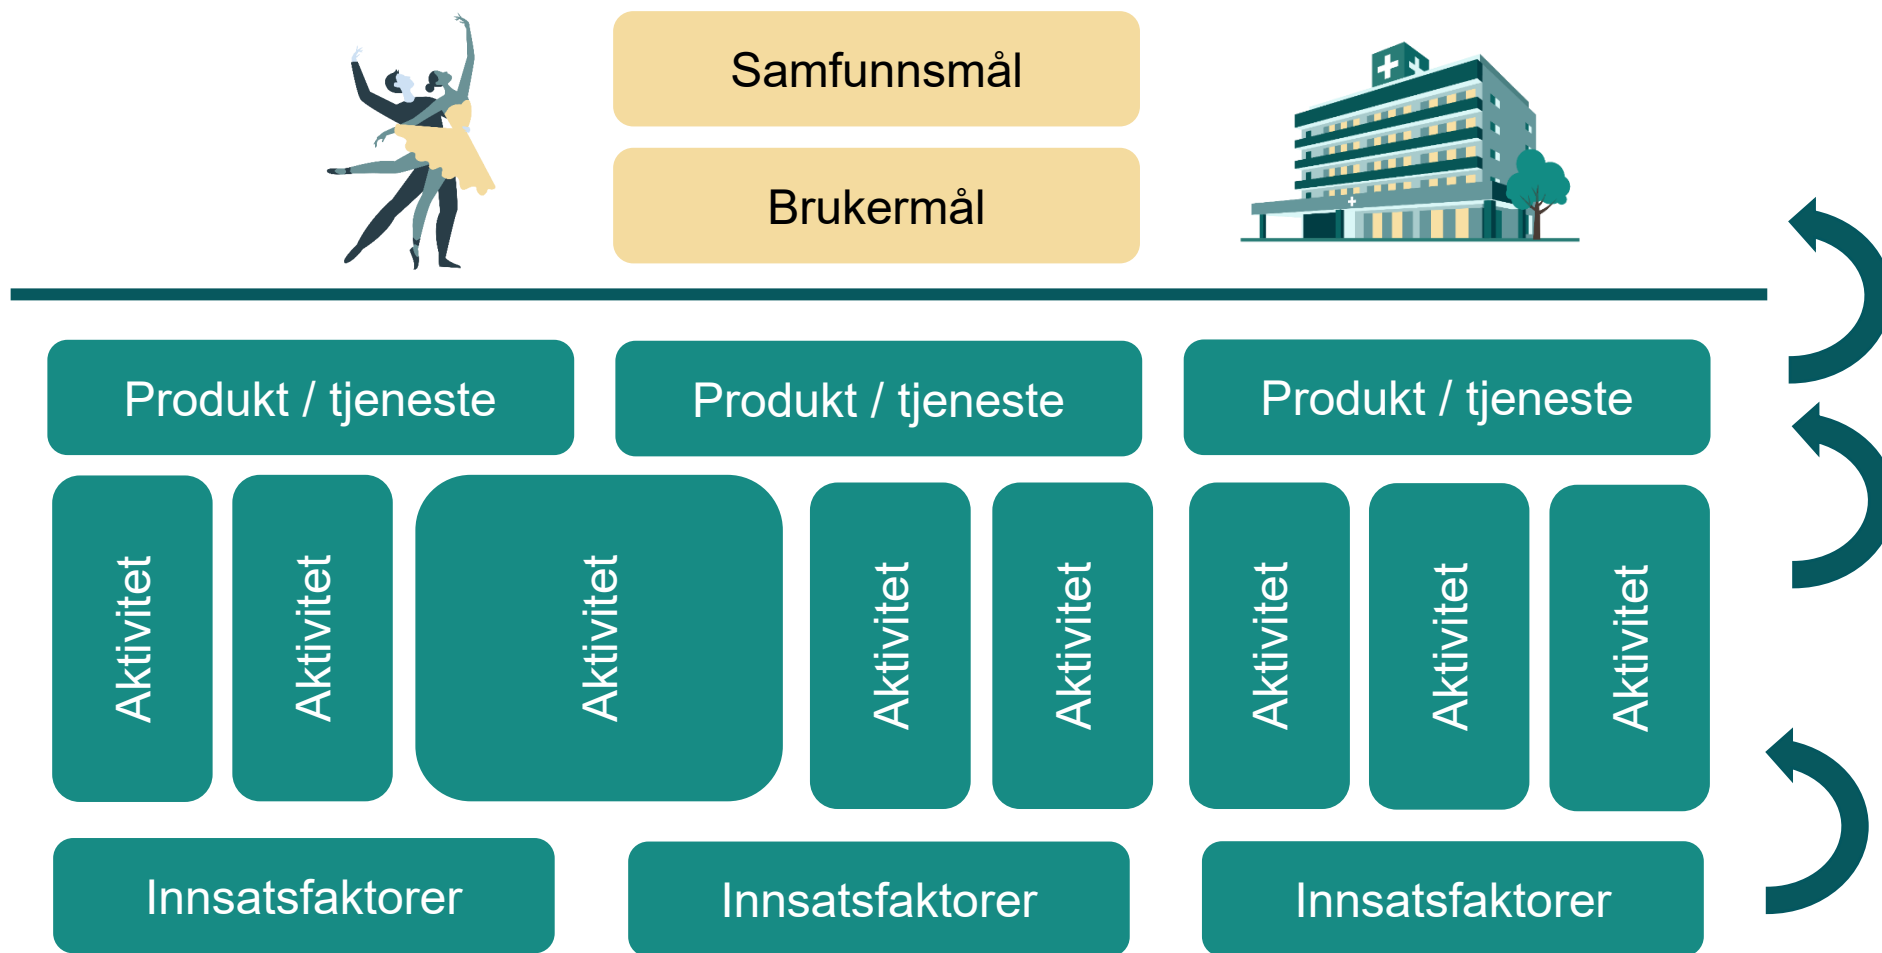 Samfunnsmål
Brukermål
Produkt / tjeneste
Produkt / tjeneste
Produkt / tjeneste
Aktivitet
Aktivitet
Aktivitet
Aktivitet
Aktivitet
Aktivitet
Aktivitet
Aktivitet
Innsatsfaktorer
Innsatsfaktorer
Innsatsfaktorer